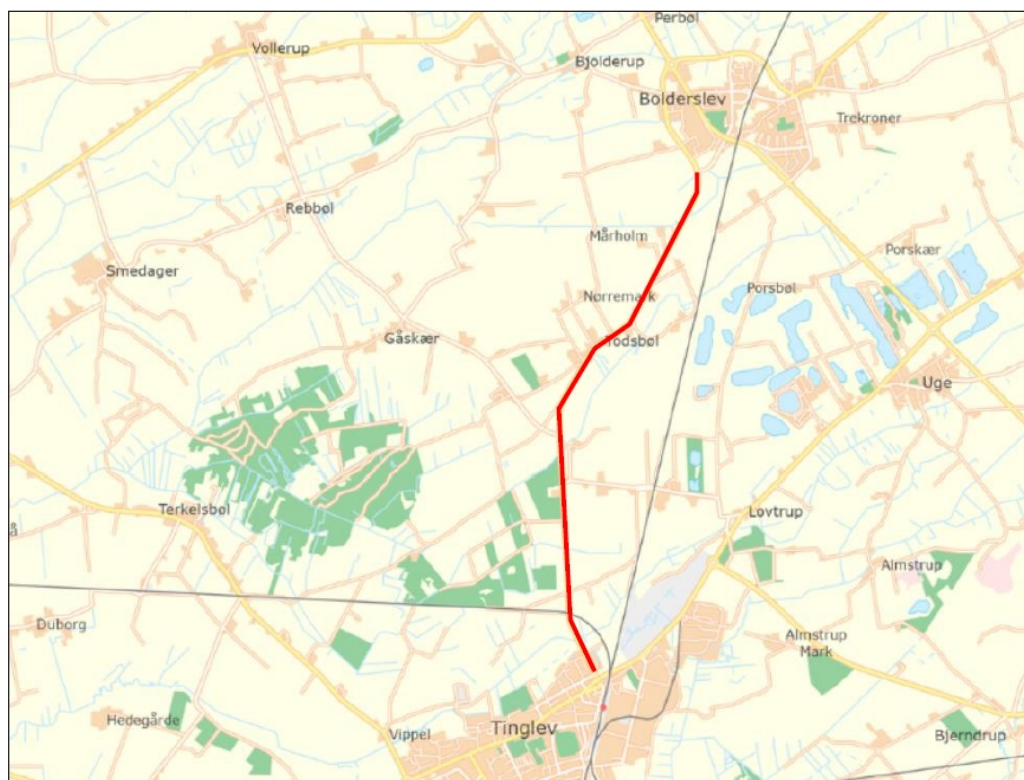 Perbøl
Vollerup
Bjolderup
Bolderslev
Trekroner
Rebbøl
Mårholm
Porskær
Smedager
Nørremark
Porsbøl
Gåskær
Todsbøl
Uge
Terkelsbøl
Lovtrup
å
Almstrup
Duborg
Almstrup
Mark
Hedegårde
Vippel
Tinglev
Bjerndrup